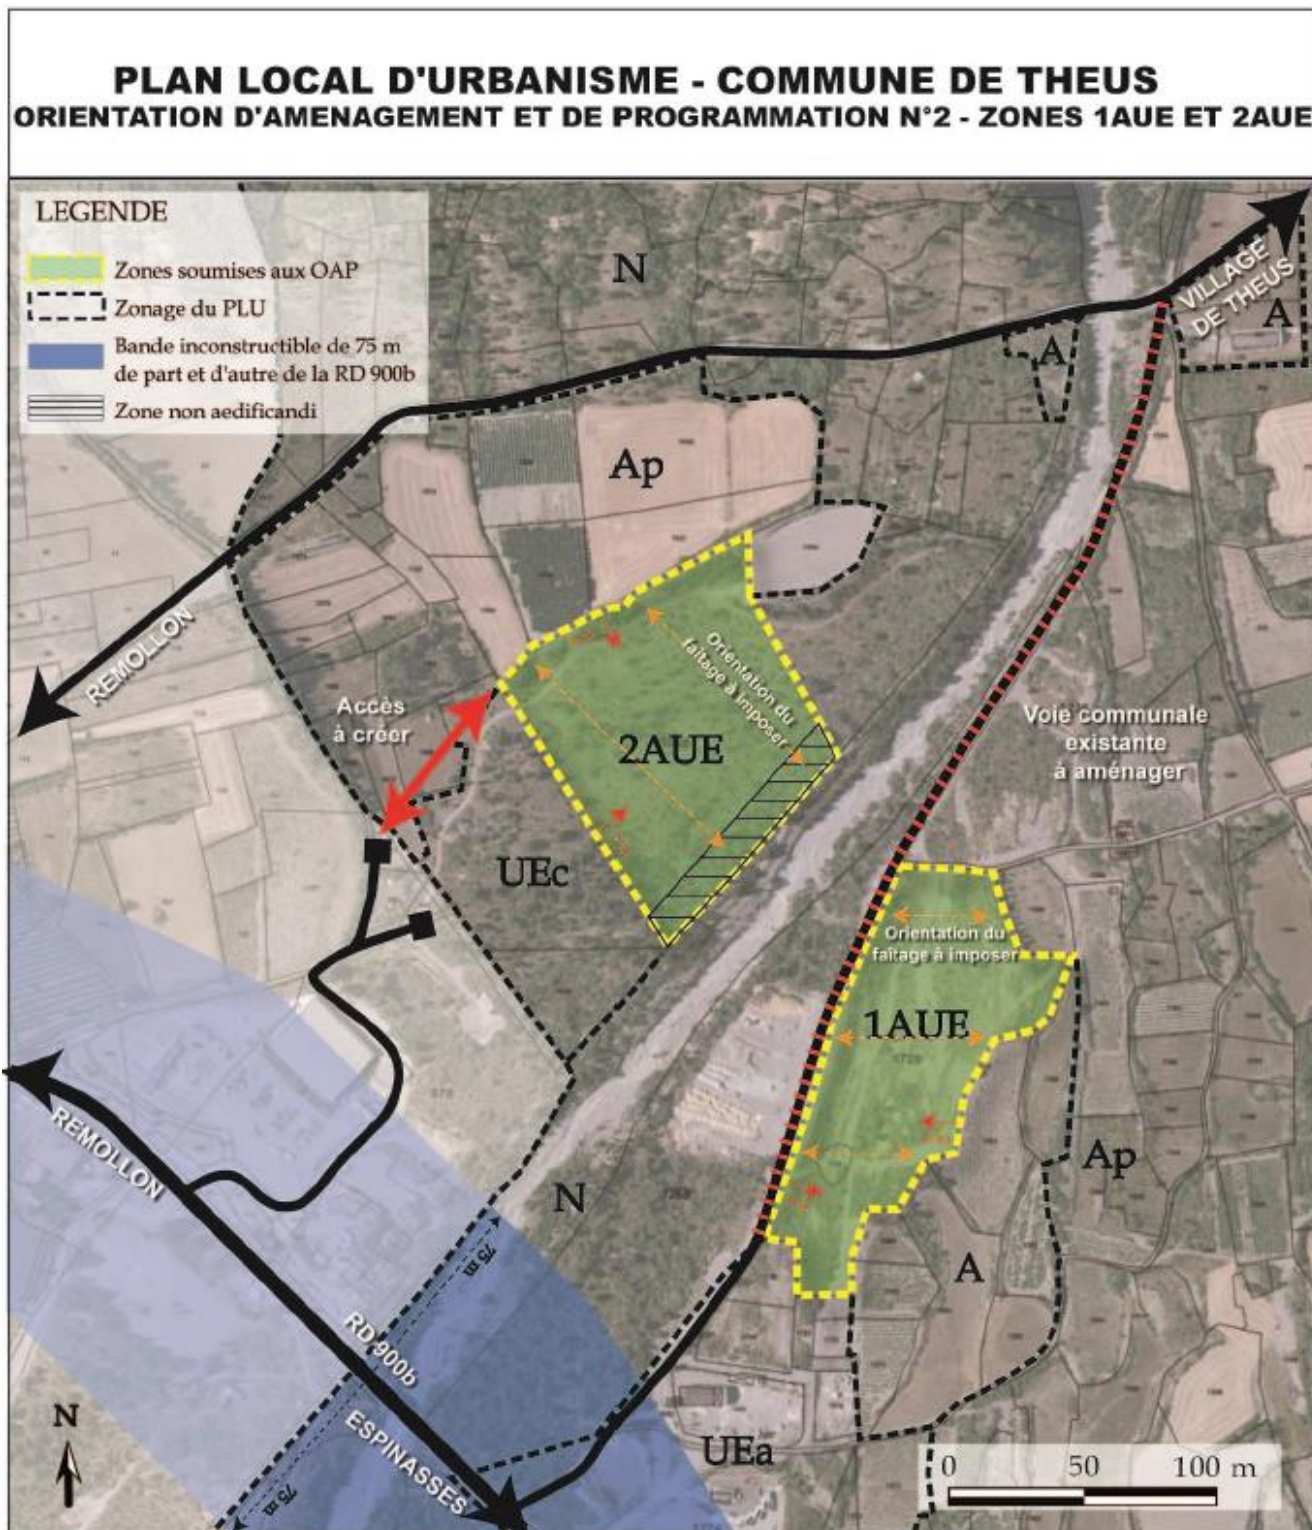 PLAN LOCAL D'URBANISME - COMMUNE DE THEUS
ORIENTATION D'AMENAGEMENT ET DE PROGRAMMATION N°2 - ZONES 1AUE ET 2AUE
LEGENDE
Zones soumises aux OAP
Zonage du PLU
Bande inconstructible de 75 m
de part et d'autre de la RD 900b
Zone non aedificandi
N
VILLAGE
DE THEUS
A
A
Ap
REMOLLON
Accès
à créer
Orientation du
faîtage à imposer
2AUE
Voie communale
existante
à aménager
UEc
Orientation du
faîtage à imposer
1AUE
REMOLLON
N
Ap
75 m
A
RD 900b
ESPINASSES
75 m
UEa
N
0 50 100 m